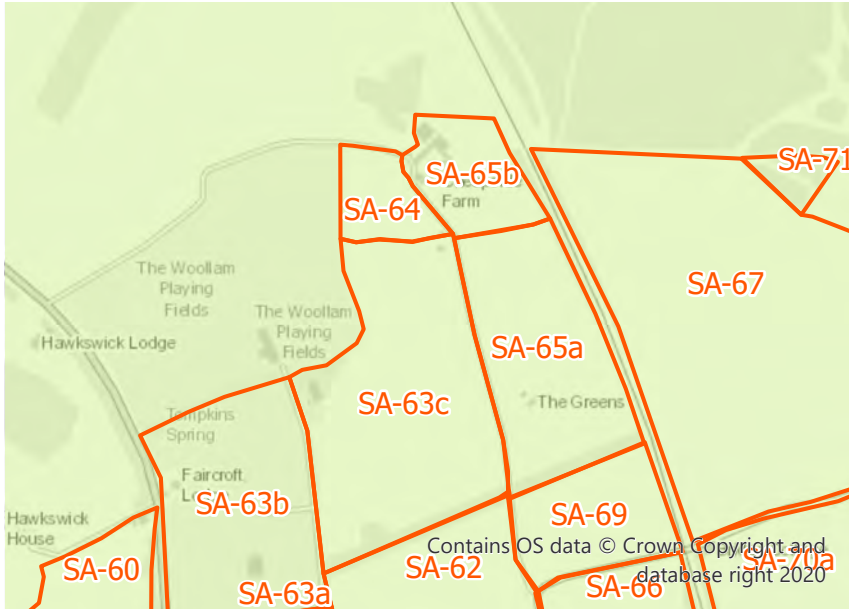 SA-71
SA-65b
Farm
SA-64
The Woollam
Playing
Fields
SA-67
The Woollam
Playing
Fields
Hawkswick Lodge
SA-65a
SA-63c
The Greens
Tompkins
Spring
Faircroft
SA-63b
Hawkswick
House
SA-69
SA-60
SA-62
SA-70a
SA-63a
SA-66
Contains OS data © Crown Copyright and
database right 2020